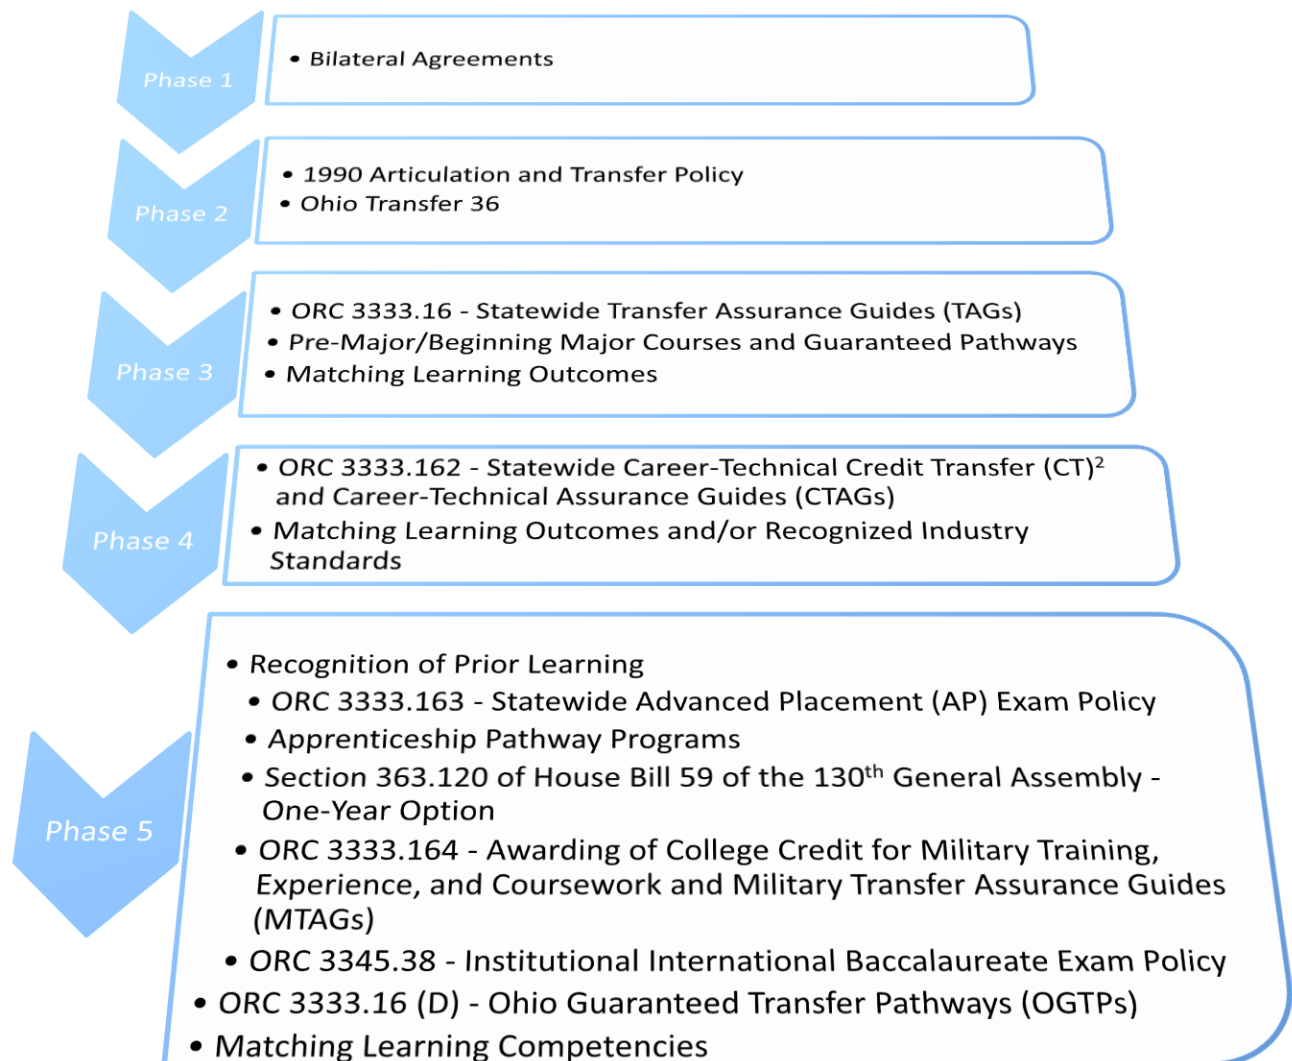 Phase 1
• Bilateral Agreements
Phase 2
• 1990 Articulation and Transfer Policy
• Ohio Transfer 36
Phase 3
• ORC 3333.16 - Statewide Transfer Assurance Guides (TAGs)
• Pre-Major/Beginning Major Courses and Guaranteed Pathways
• Matching Learning Outcomes
Phase 4
• ORC 3333.162 - Statewide Career-Technical Credit Transfer (CT)²
and Career-Technical Assurance Guides (CTAGs)
• Matching Learning Outcomes and/or Recognized Industry
Standards
Phase 5
• Recognition of Prior Learning
• ORC 3333.163 - Statewide Advanced Placement (AP) Exam Policy
• Apprenticeship Pathway Programs
• Section 363.120 of House Bill 59 of the 130th General Assembly -
One-Year Option
• ORC 3333.164 - Awarding of College Credit for Military Training,
Experience, and Coursework and Military Transfer Assurance Guides
(MTAGs)
• ORC 3345.38 - Institutional International Baccalaureate Exam Policy
• ORC 3333.16 (D) - Ohio Guaranteed Transfer Pathways (OGTPs)
• Matching Learning Competencies